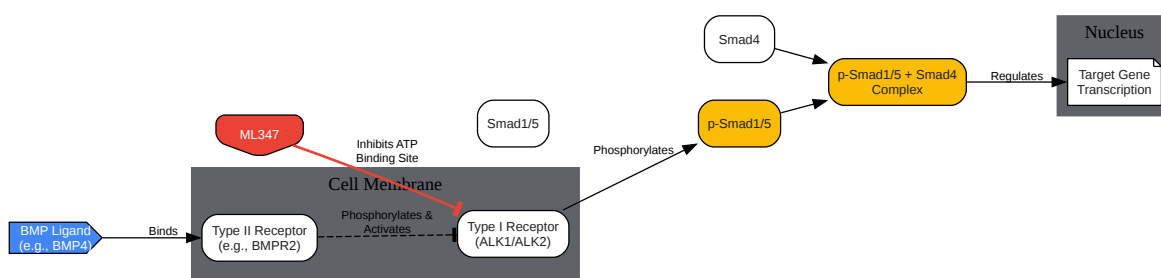 Smad4
Nucleus
p-Smad1/5 + Smad4
Complex
Regulates
Target Gene
Transcription
ML347
Smad1/5
p-Smad1/5
Inhibits ATP
Binding Site
Phosphorylates
Cell Membrane
BMP Ligand
(e.g., BMP4)
Binds
Type II Receptor
(e.g., BMPR2)
Phosphorylates &
Activates
Type I Receptor
(ALK1/ALK2)